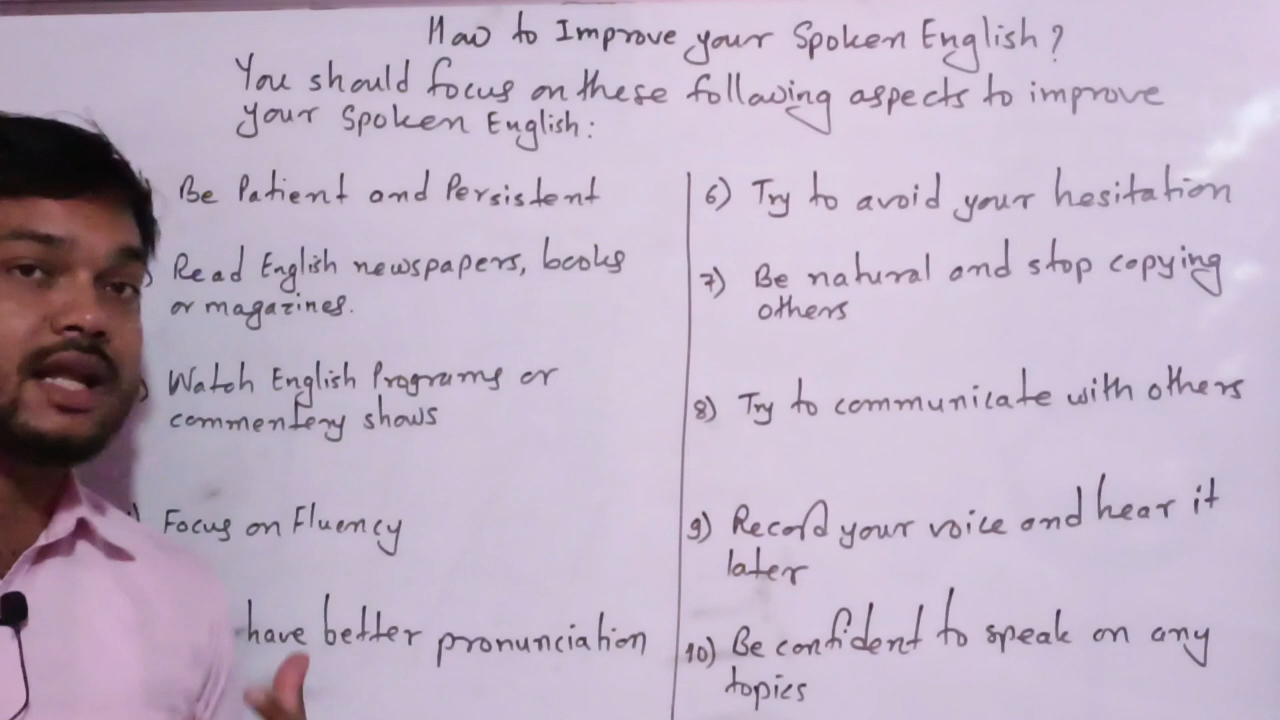 How to Improve your Spoken English?
You should focus on these following aspects to improve
your Spoken English:
Be Patient and Persistent
Read English newspapers, books
or magazines.
Watch English Programs or
commentery shows
Focus on Fluency
have better pronunciation
6) Try to avoid your hesitation
7) Be natural and stop copying
others
8) Try to communicate with others
9) Record your voice and hear it
later
10) Be confident to speak on any
topics